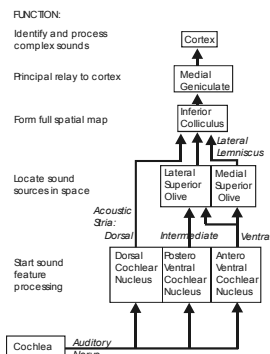 FUNCTION:
Identify and process
complex sounds
Cortex
Principal relay to cortex
Medial
Geniculate
Form full spatial map
Inferior
Colliculus
Lateral
Lemniscus
Locate sound
sources in space
Lateral
Superior
Olive
Medial
Superior
Olive
Acoustic
Stria:
Dorsal
Intermediate
Ventra
Start sound
feature
processing
Dorsal
Cochlear
Nucleus
Postero
Ventral
Cochlear
Nucleus
Antero
Ventral
Cochlear
Nucleus
Cochlea
Auditory
Nerve